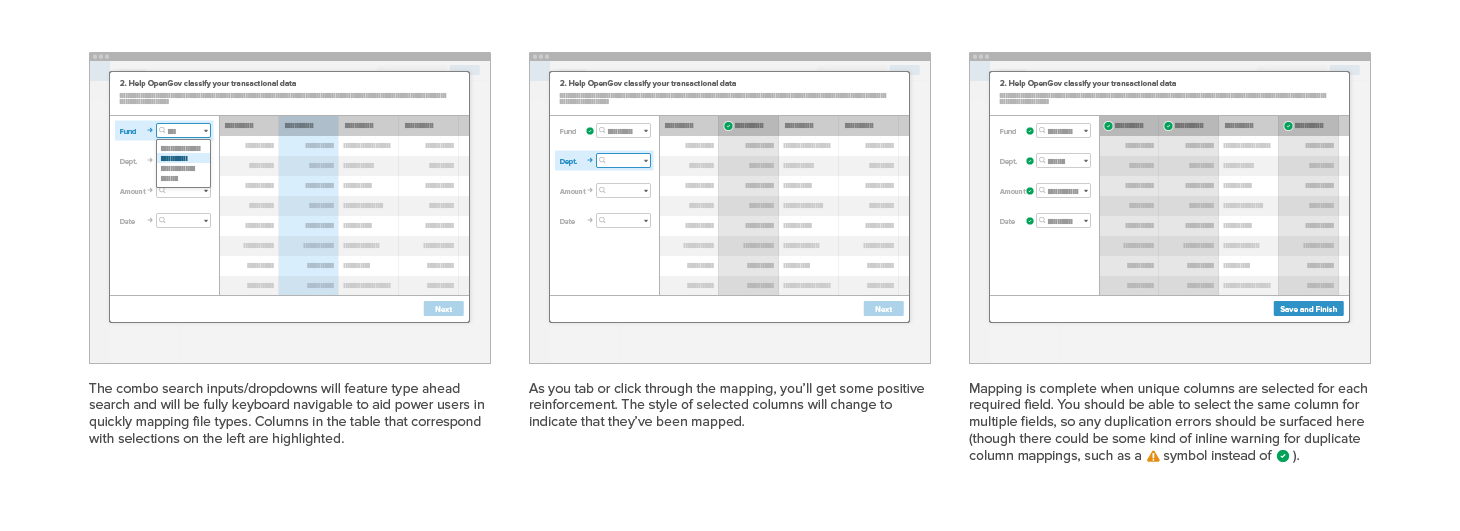 2. Help OpenGov classify your transactional data
Fund
Dept.
Amount
Date
Next
The combo search inputs/dropdowns will feature type ahead
search and will be fully keyboard navigable to aid power users in
quickly mapping file types. Columns in the table that correspond
with selections on the left are highlighted.
2. Help OpenGov classify your transactional data
Fund
Dept.
Amount
Date
Next
As you tab or click through the mapping, you’ll get some positive
reinforcement. The style of selected columns will change to
indicate that they’ve been mapped.
2. Help OpenGov classify your transactional data
Fund
Dept.
Amount
Date
Save and Finish
Mapping is complete when unique columns are selected for each
required field. You should be able to select the same column for
multiple fields, so any duplication errors should be surfaced here
(though there could be some kind of inline warning for duplicate
column mappings, such as a symbol instead of ).